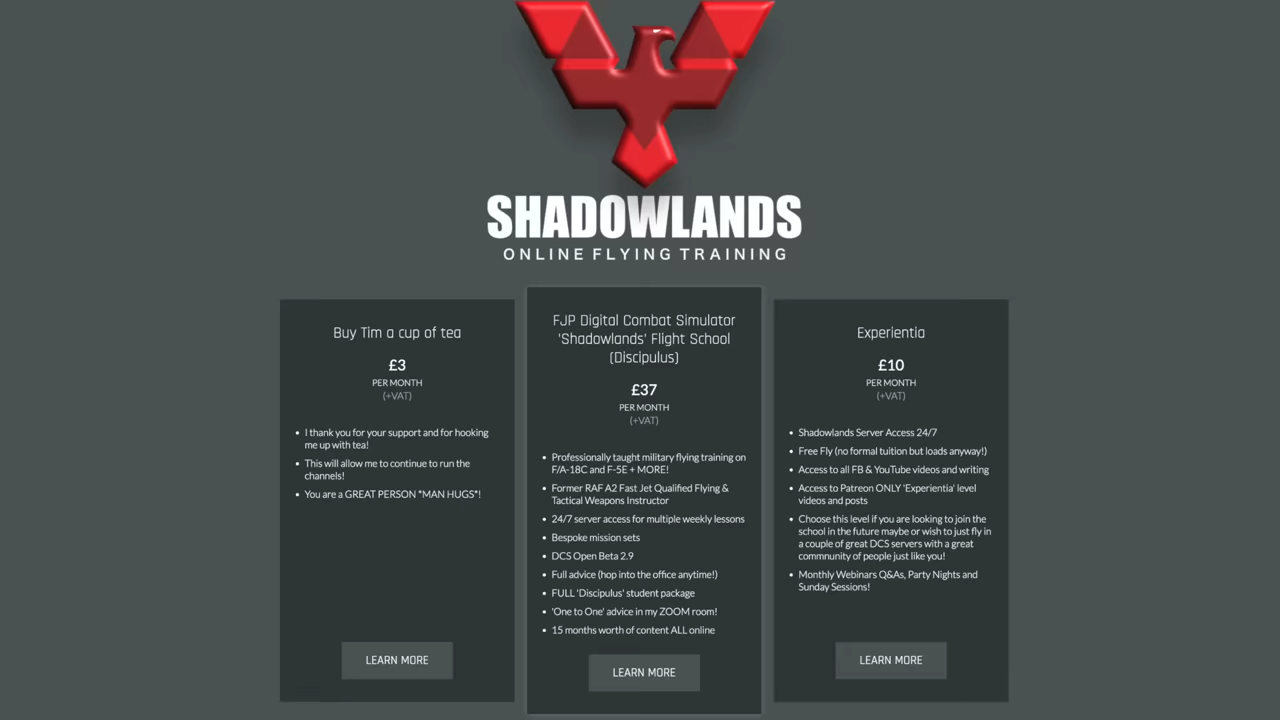 SHADOWLANDS
ONLINE FLYING TRAINING
Buy Tim a cup of tea
£3
PER MONTH
(+VAT)
• I thank you for your support and for hooking
me up with tea!
• This will allow me to continue to run the
channels!
• You are a GREAT PERSON *MAN HUGS*!
LEARN MORE
FJP Digital Combat Simulator
'Shadowlands' Flight School
(Discipulus)
£37
PER MONTH
(+VAT)
• Professionally taught military flying training on
F/A-18C and F-5E + MORE!
• Former RAF A2 Fast Jet Qualified Flying &
Tactical Weapons Instructor
• 24/7 server access for multiple weekly lessons
• Bespoke mission sets
• DCS Open Beta 2.9
• Full advice (hop into the office anytime!)
• FULL 'Discipulus' student package
• 'One to One' advice in my ZOOM room!
• 15 months worth of content ALL online
LEARN MORE
Experientia
£10
PER MONTH
(+VAT)
• Shadowlands Server Access 24/7
• Free Fly (no formal tuition but loads anyway!)
• Access to all FB & YouTube videos and writing
• Access to Patreon ONLY 'Experientia' level
videos and posts
• Choose this level if you are looking to join the
school in the future maybe or wish to just fly in
a couple of great DCS servers with a great
commnunity of people just like you!
• Monthly Webinars Q&As, Party Nights and
Sunday Sessions!
LEARN MORE